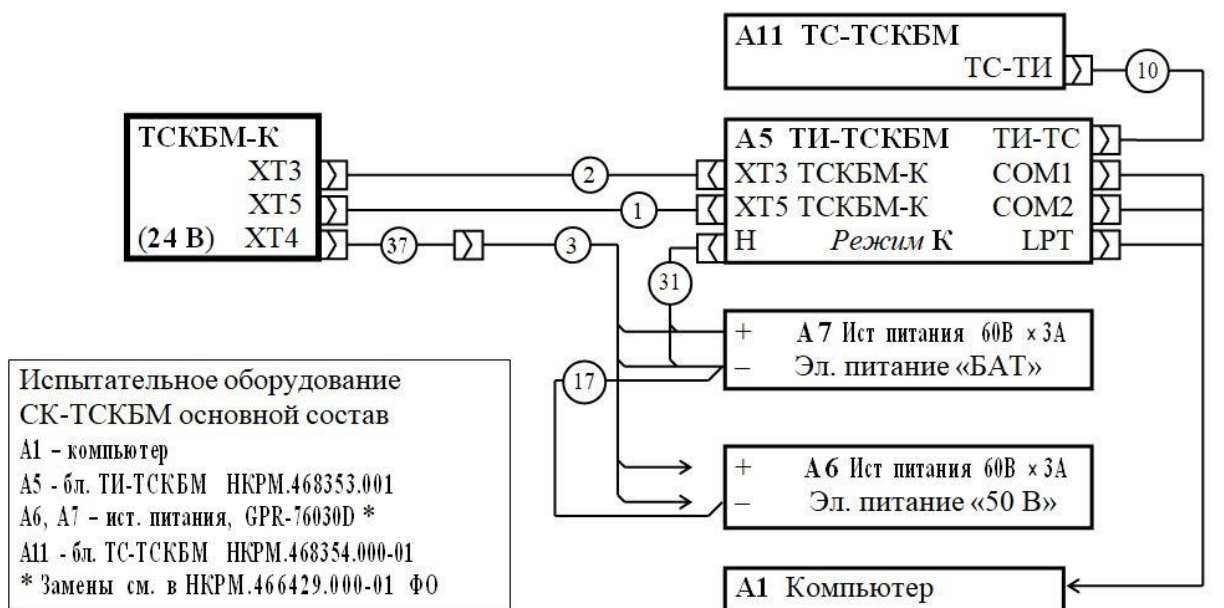 А11 ТС-ТСКБМ
ТС-ТИ
10
ТСКБМ-К
ХТ3
ХТ5
(24 В) ХТ4
2
1
37
3
31
17
А5 ТИ-ТСКБМ ТИ-ТС
ХТ3 ТСКБМ-К COM1
ХТ5 ТСКБМ-К COM2
Н Режим К LPT
+ А7 Ист питания 60В × 3А
– Эл. питание «БАТ»
+ А6 Ист питания 60В × 3А
– Эл. питание «50 В»
А1 Компьютер
Испытательное оборудование
СК-ТСКБМ основной состав
А1 – компьютер
А5 - бл. ТИ-ТСКБМ НКРМ.468353.001
А6, А7 – ист. питания, GPR-76030D *
А11 - бл. ТС-ТСКБМ НКРМ.468354.000-01
* Замены см. в НКРМ.466429.000-01 ФО